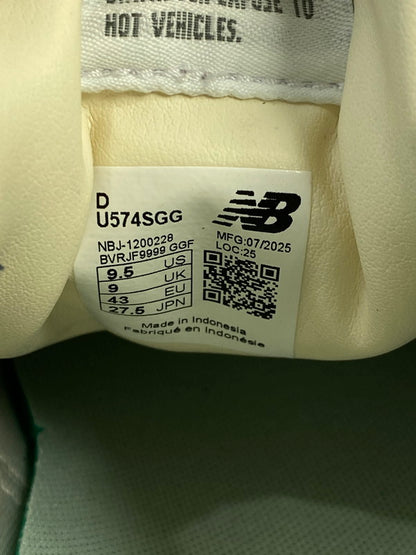 HOT VEHICLES.
D
U574SGG
NB
NBJ-1200228
BVRJF9999 GGF
MFG:07/2025
LOC:25
9.5 US
9 UK
43 EU
27.5 JPN
Made in Indonesia
Fabriqué en Indonésie